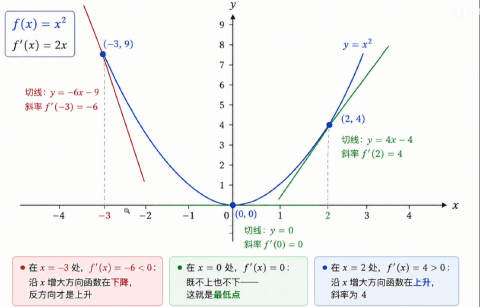 f(x) = x²
f′(x) = 2x
y
9
8
7
6
5
4
3
2
1
(−3, 9)
y = x²
切线：y = −6x − 9
斜率 f′(−3) = −6
(2, 4)
切线：y = 4x − 4
斜率 f′(2) = 4
−4
−3
−2
−1
0
1
2
3
4
x
(0, 0)
切线：y = 0
斜率 f′(0) = 0
在 x = −3 处，f′(x) = −6 < 0：
沿 x 增大方向函数在下降，
反方向才是上升
在 x = 0 处，f′(x) = 0：
既不上也不下——
这就是最低点
在 x = 2 处，f′(x) = 4 > 0：
沿 x 增大方向函数在上升，
斜率为 4